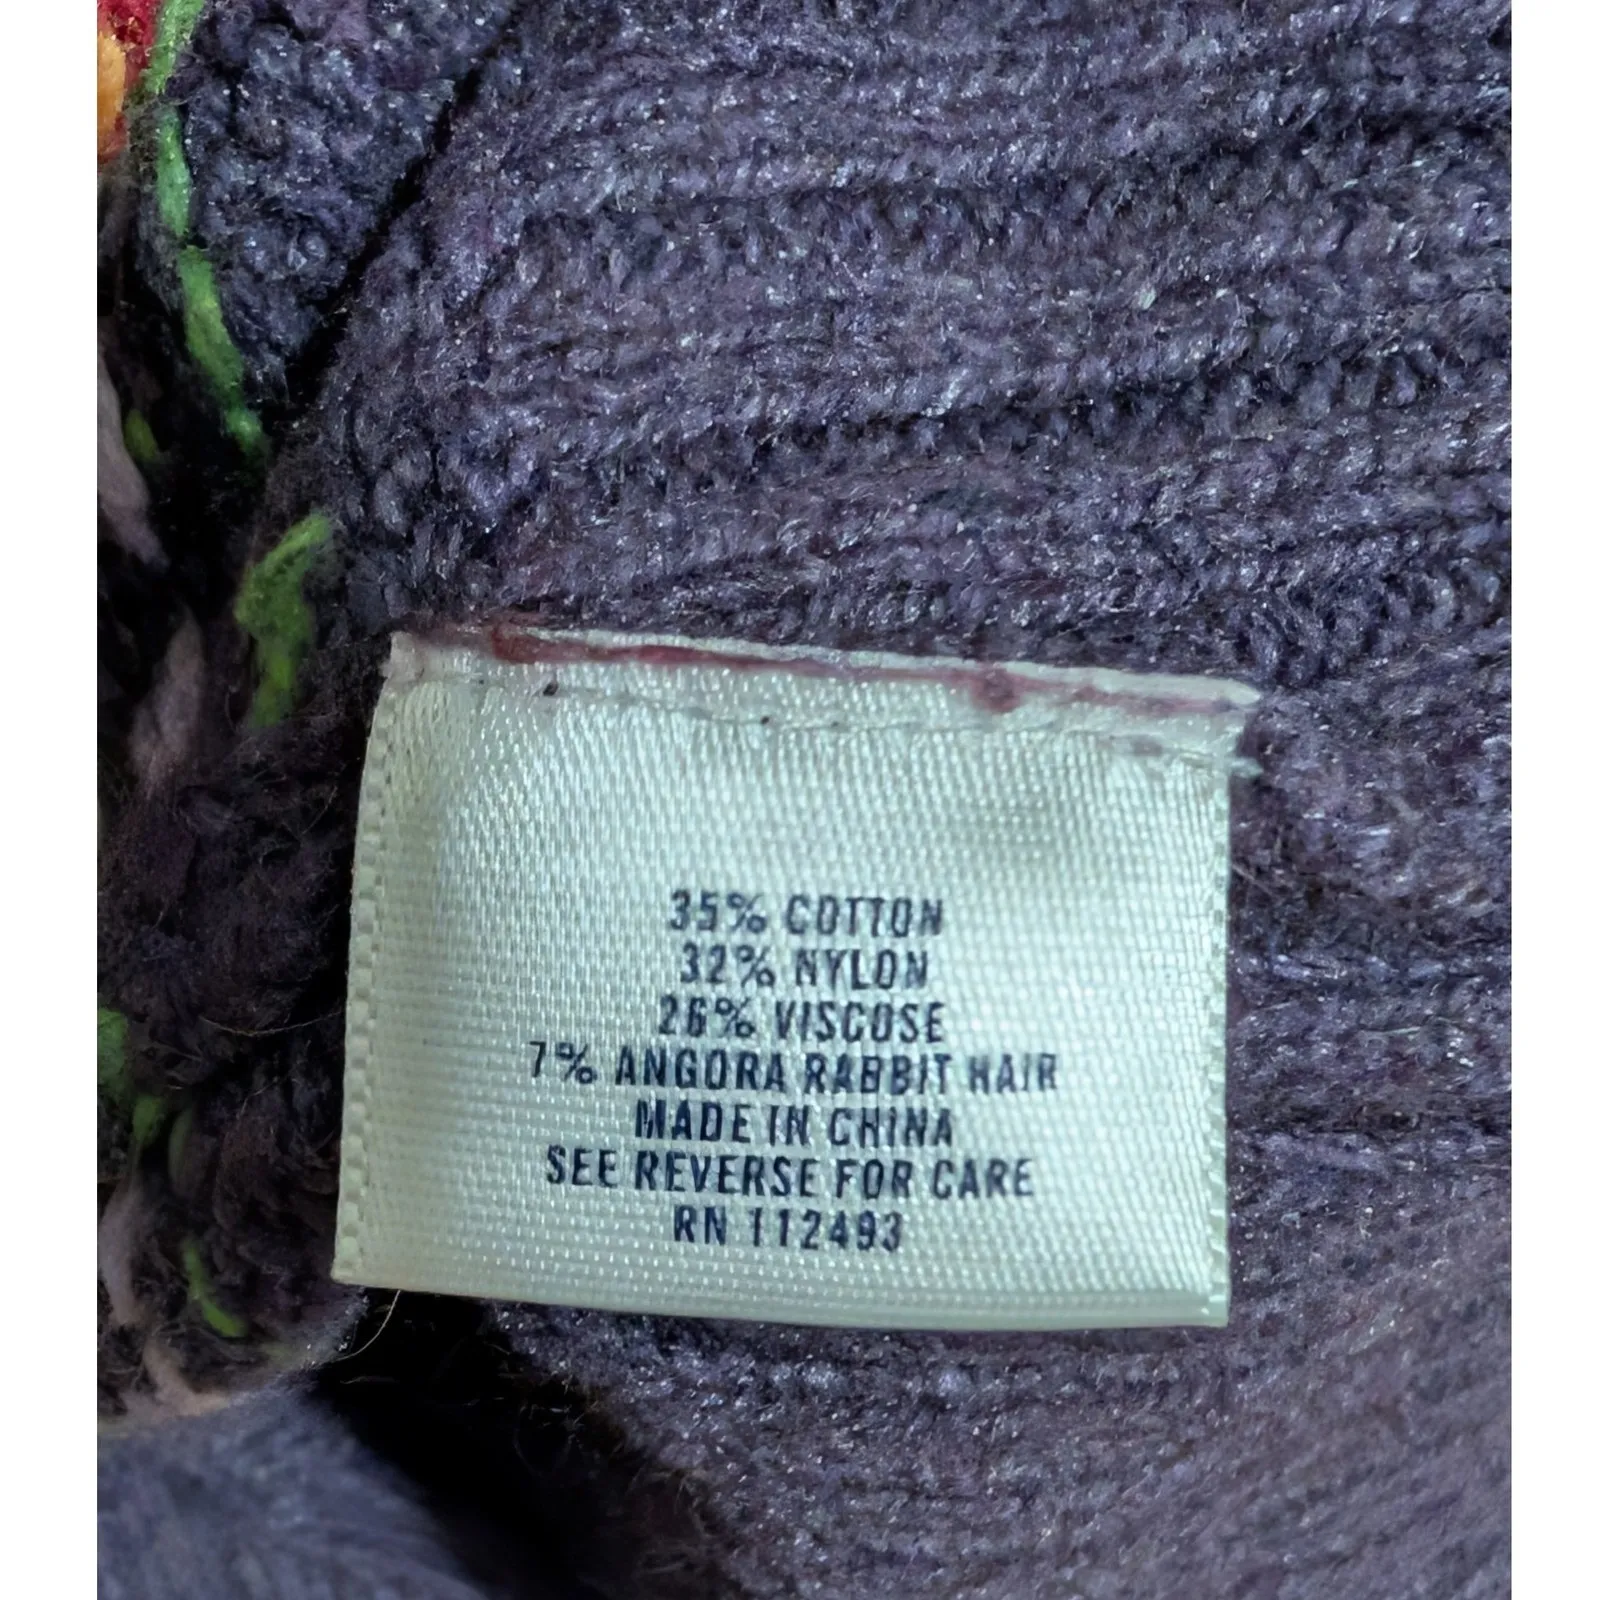 35% COTTON
32% NYLON
26% VISCOSE
7% ANGORA RABBIT HAIR
MADE IN CHINA
SEE REVERSE FOR CARE
RN 112493